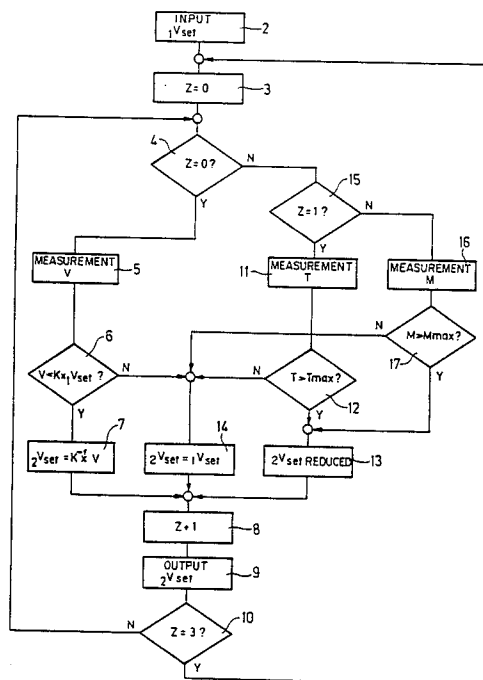 INPUT
₁Vset
2
Z=0
3
4
Z=0?
N
Y
15
Z=1?
N
Y
MEASUREMENT
V
5
11
MEASUREMENT
T
16
MEASUREMENT
M
6
V<Kx₁Vset ?
N
Y
N
T>Tmax?
Y
12
N
M>Mmax?
17
Y
7
₂Vset=K⁻¹x V
14
₂Vset=₁Vset
₂Vset REDUCED
13
Z+1
8
OUTPUT
₂Vset
9
N
Z=3?
10
Y